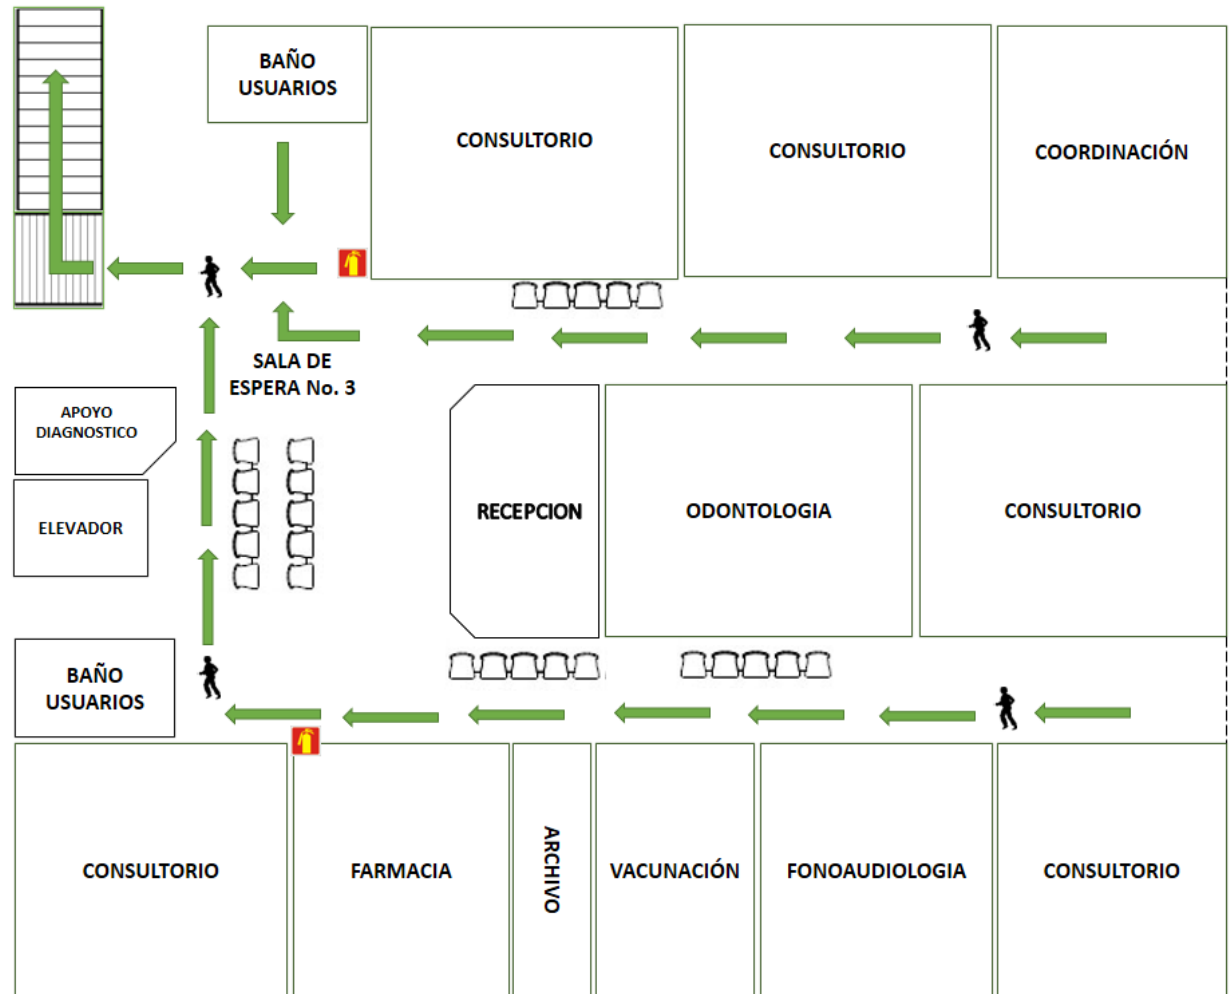 BAÑO
USUARIOS
CONSULTORIO
CONSULTORIO
COORDINACIÓN
SALA DE
ESPERA No. 3
APOYO
DIAGNOSTICO
ELEVADOR
RECEPCION
ODONTOLOGIA
CONSULTORIO
BAÑO
USUARIOS
CONSULTORIO
FARMACIA
ARCHIVO
VACUNACIÓN
FONOAUDIOLOGIA
CONSULTORIO